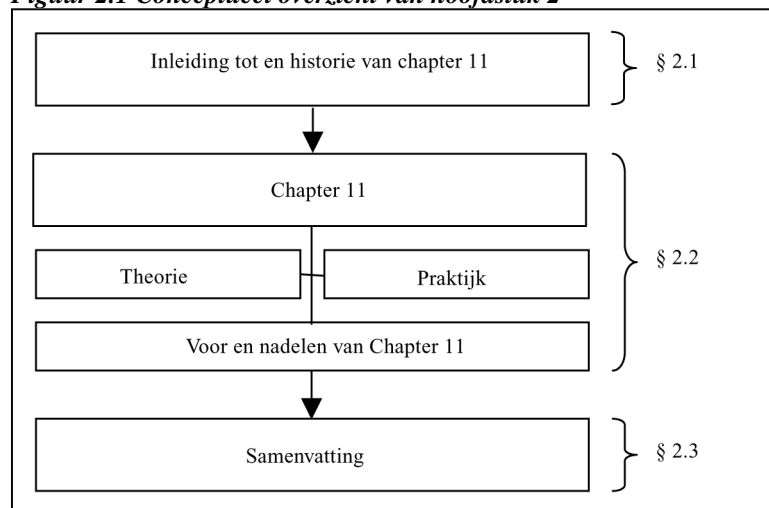 Figuur 2.1 Conceptueel overzicht van hoofdstuk 2
Inleiding tot en historie van chapter 11
§ 2.1
Chapter 11
Theorie
Praktijk
§ 2.2
Voor en nadelen van Chapter 11
Samenvatting
§ 2.3